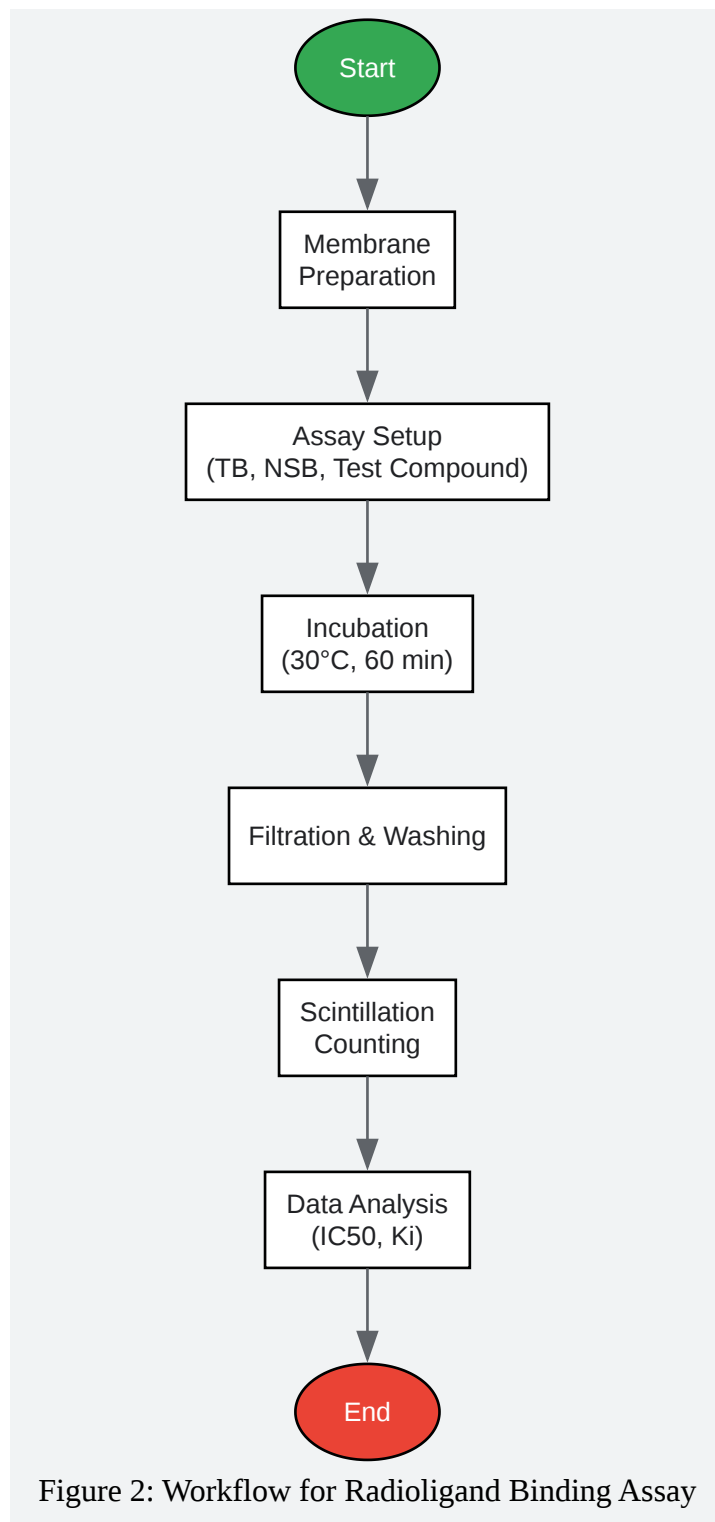 Start
Membrane
Preparation
Assay Setup
(TB, NSB, Test Compound)
Incubation
(30°C, 60 min)
Filtration & Washing
Scintillation
Counting
Data Analysis
(IC50, Ki)
End
Figure 2: Workflow for Radioligand Binding Assay